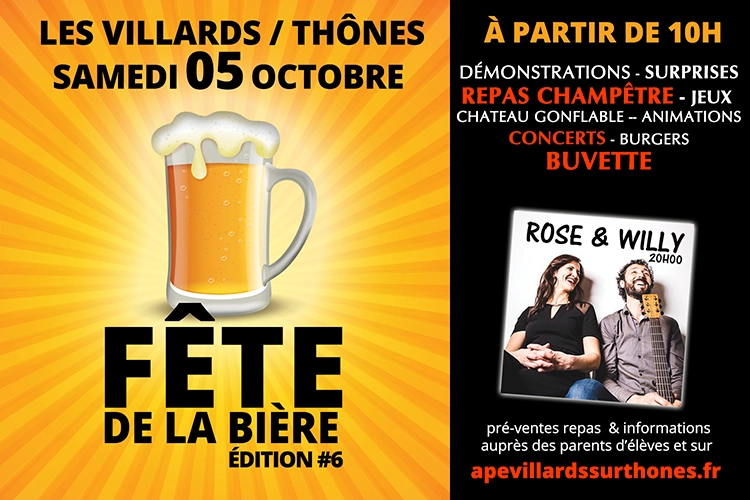 LES VILLARDS / THÔNES
SAMEDI 05 OCTOBRE
FÊTE
DE LA BIÈRE
ÉDITION #6
À PARTIR DE 10H
DÉMONSTRATIONS - SURPRISES
REPAS CHAMPÊTRE - JEUX
CHATEAU GONFLABLE -- ANIMATIONS
CONCERTS - BURGERS
BUVETTE
ROSE & WILLY
20H00
pré-ventes repas & informations
auprès des parents d'élèves et sur
apevillardssurthones.fr